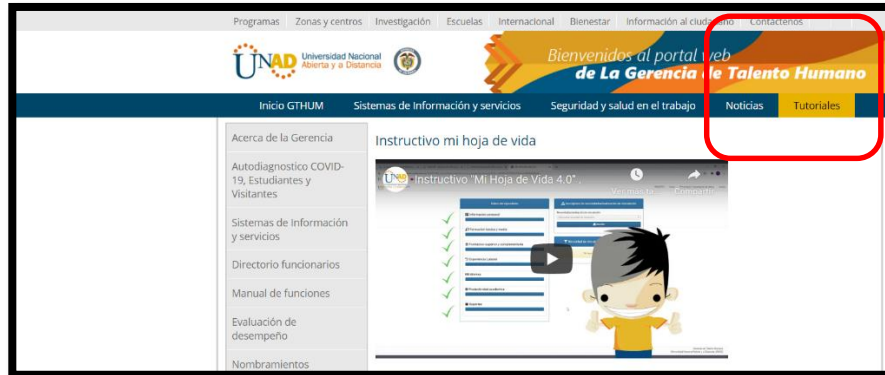 Programas Zonas y centros Investigación Escuelas Internacional Bienestar Información al ciudadano Contáctenos
UNAD Universidad Nacional
Abierta y a Distancia
Bienvenidos al portal web
de La Gerencia de Talento Humano
Inicio GTHUM Sistemas de Información y servicios Seguridad y salud en el trabajo Noticias Tutoriales
Acerca de la Gerencia
Autodiagnostico COVID-
19, Estudiantes y
Visitantes
Sistemas de Información
y servicios
Directorio funcionarios
Manual de funciones
Evaluación de
desempeño
Nombramientos
Instructivo mi hoja de vida
Instructivo "Mi Hoja de Vida 4.0"